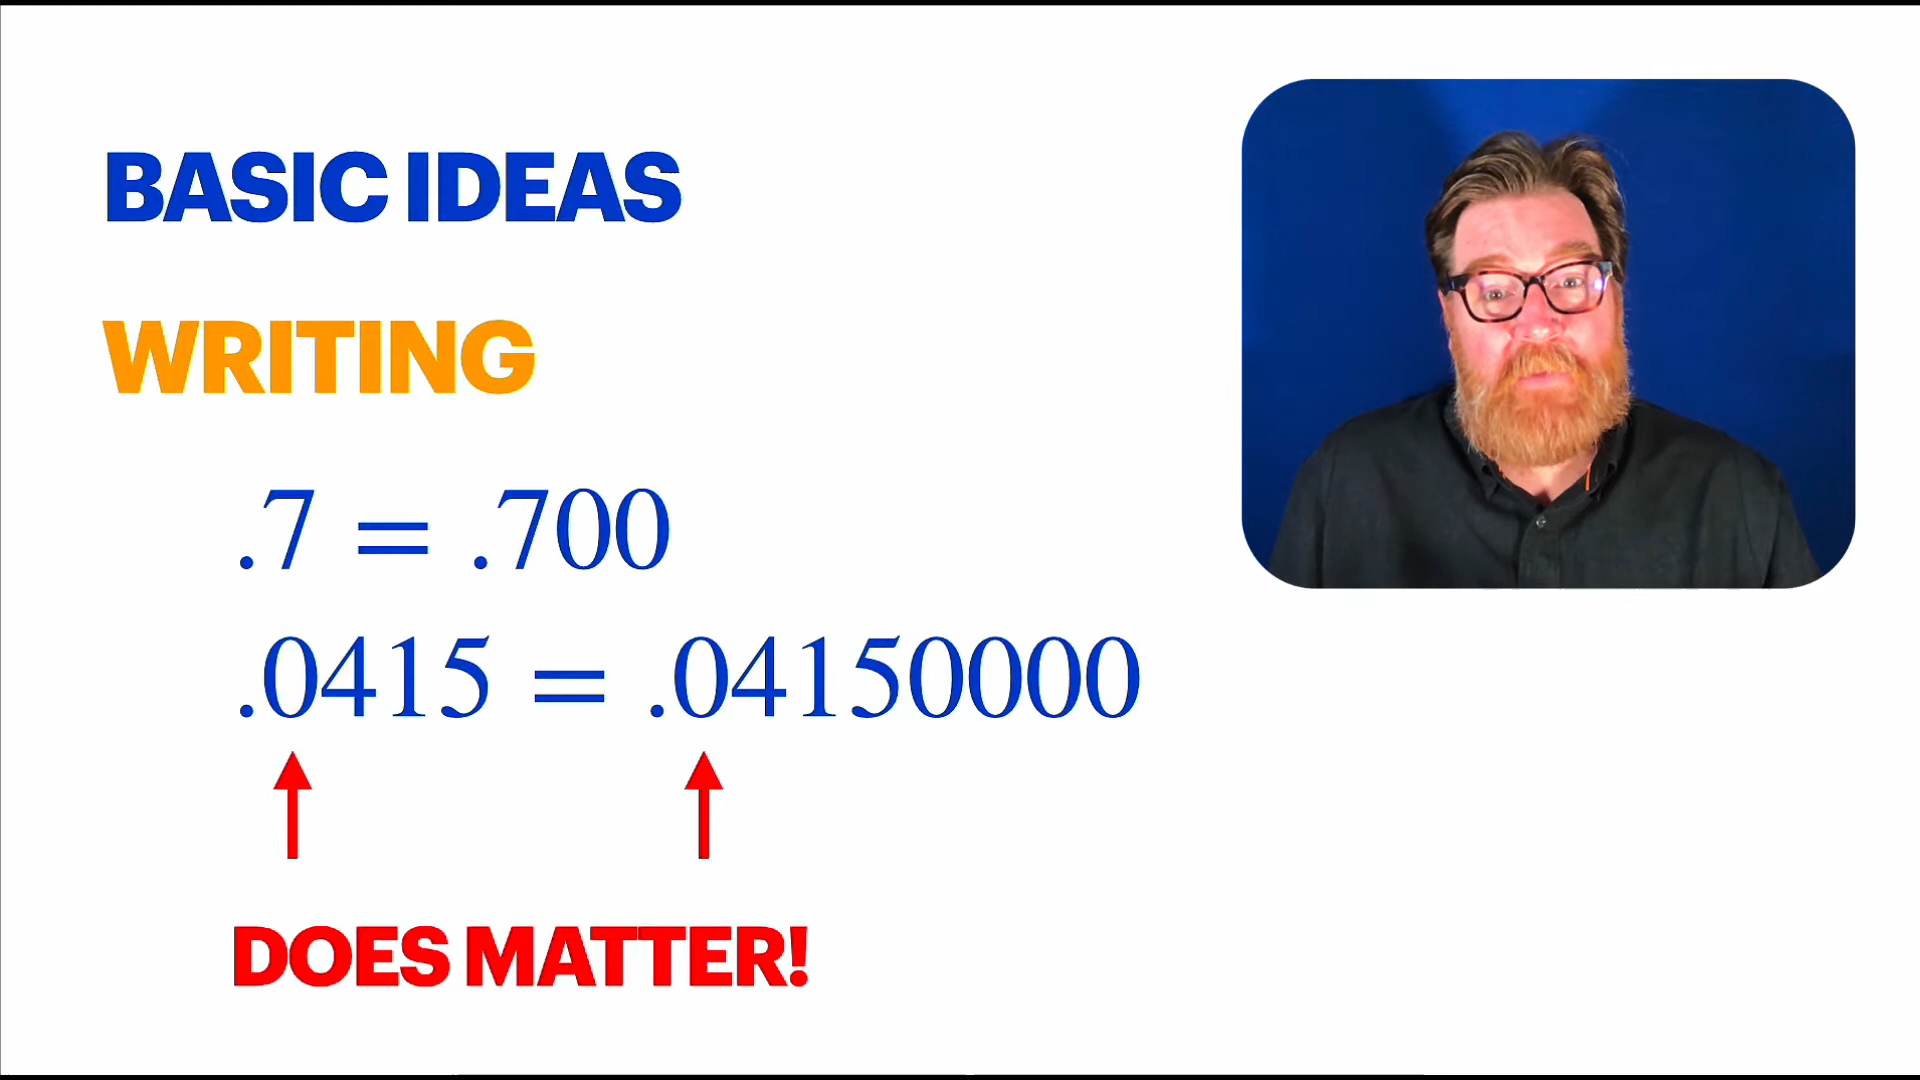 BASIC IDEAS
WRITING
.7 = .700
.0415 = .04150000
DOES MATTER!